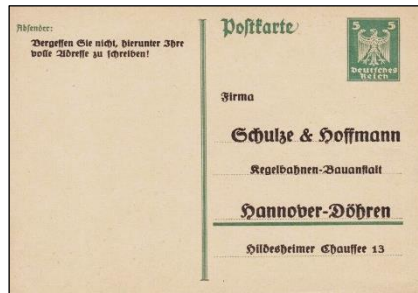 Absender:
Vergessen Sie nicht, hierunter Ihre
volle Adresse zu schreiben!
Postkarte
5 5
Deutsches
Reich
Firma
Schulze & Hoffmann
Kegelbahnen-Bauanstalt
Hannover-Döhren
Hildesheimer Chaussee 13